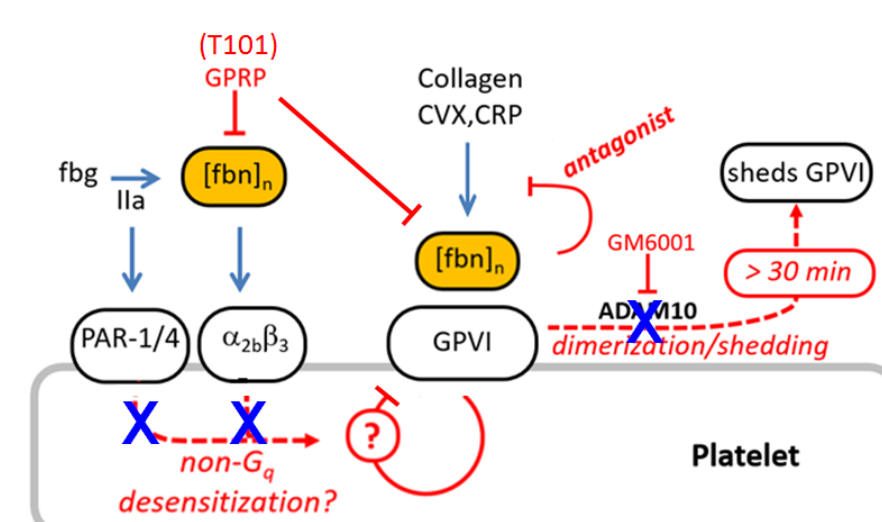 (T101)
GPRP
Collagen
CVX,CRP
antagonist
fbg
IIa
[fbn]n
sheds GPVI
GM6001
[fbn]n
> 30 min
ADAM10
X
PAR-1/4
α2bβ3
GPVI
dimerization/shedding
X
X
?
non-Gq
desensitization?
Platelet